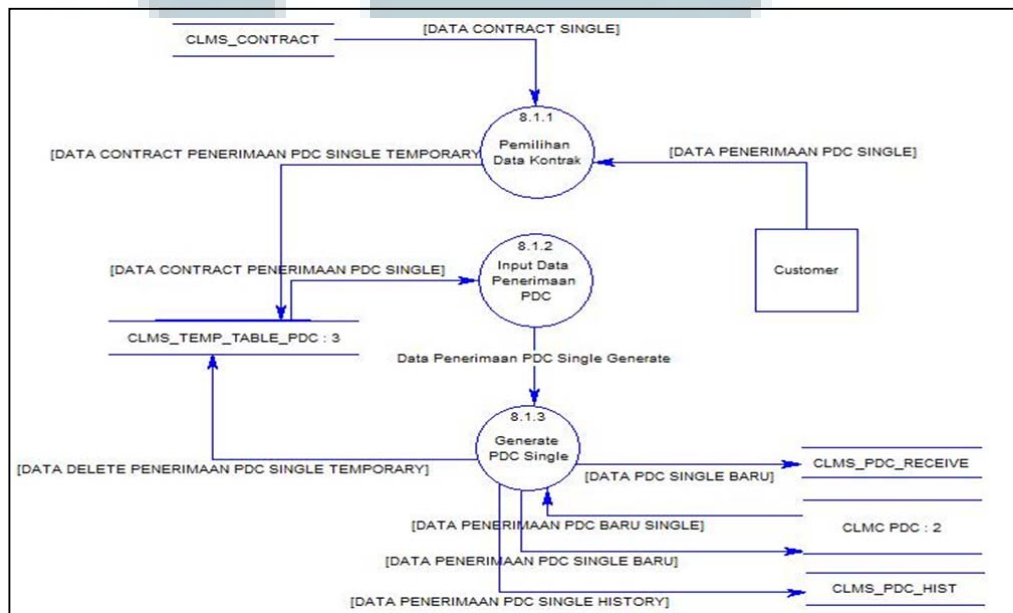 [DATA CONTRACT SINGLE]
CLMS_CONTRACT
8.1.1
Pemilihan
Data Kontrak
[DATA CONTRACT PENERIMAAN PDC SINGLE TEMPORARY
[DATA PENERIMAAN PDC SINGLE]
8.1.2
Input Data
Penerimaan
PDC
[DATA CONTRACT PENERIMAAN PDC SINGLE]
Customer
CLMS_TEMP_TABLE_PDC : 3
Data Penerimaan PDC Single Generate
8.1.3
Generate
PDC Single
[DATA DELETE PENERIMAAN PDC SINGLE TEMPORARY]
CLMS_PDC_RECEIVE
[DATA PDC SINGLE BARU]
[DATA PENERIMAAN PDC BARU SINGLE]
CLMC PDC : 2
[DATA PENERIMAAN PDC SINGLE BARU]
CLMS_PDC_HIST
[DATA PENERIMAAN PDC SINGLE HISTORY]